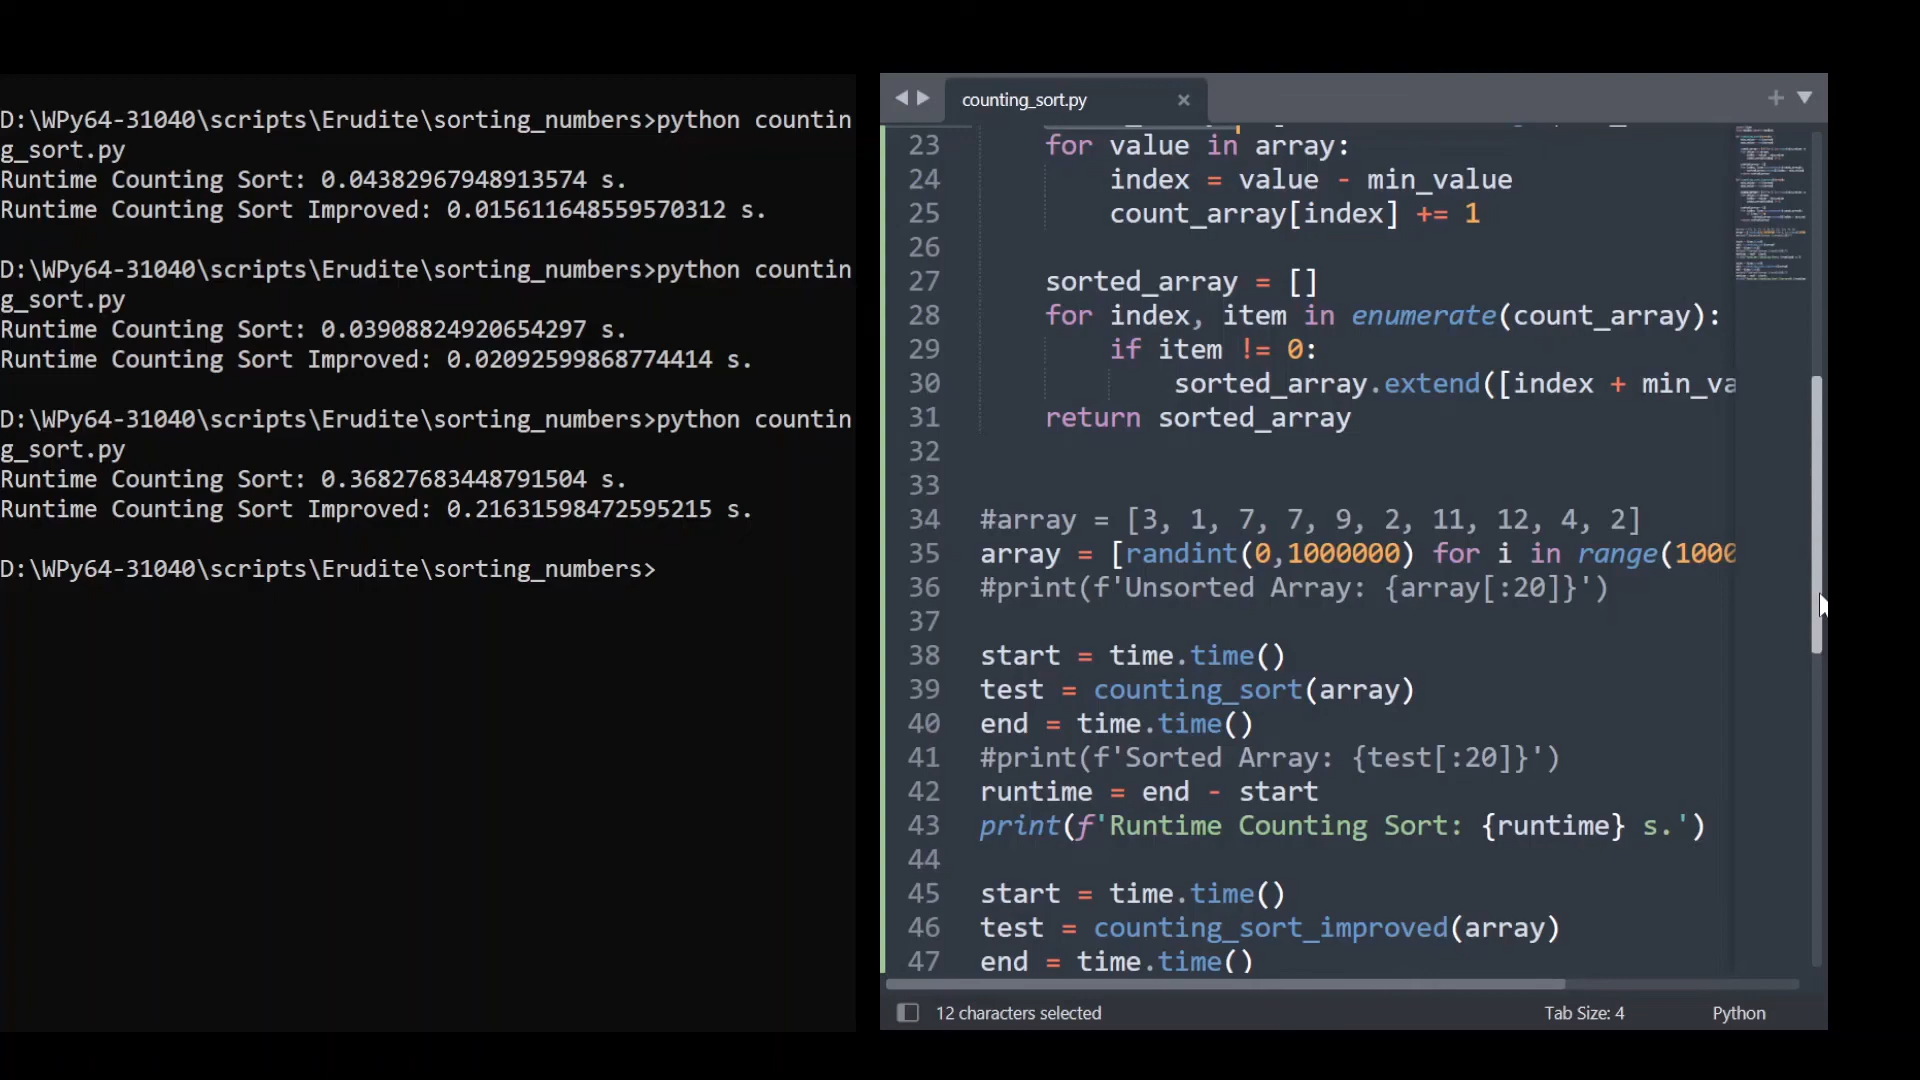 D:\WPy64-31040\scripts\Erudite\sorting_numbers>python countin
g_sort.py
Runtime Counting Sort: 0.04382967948913574 s.
Runtime Counting Sort Improved: 0.015611648559570312 s.
D:\WPy64-31040\scripts\Erudite\sorting_numbers>python countin
g_sort.py
Runtime Counting Sort: 0.03908824920654297 s.
Runtime Counting Sort Improved: 0.02092599868774414 s.
D:\WPy64-31040\scripts\Erudite\sorting_numbers>python countin
g_sort.py
Runtime Counting Sort: 0.368276834487915​04 s.
Runtime Counting Sort Improved: 0.21631598472595215 s.
D:\WPy64-31040\scripts\Erudite\sorting_numbers>
counting_sort.py
23 for value in array:
24 index = value - min_value
25 count_array[index] += 1
26
27 sorted_array = []
28 for index, item in enumerate(count_array):
29 if item != 0:
30 sorted_array.extend([index + min_va
31 return sorted_array
32
33
34 #array = [3, 1, 7, 7, 9, 2, 11, 12, 4, 2]
35 array = [randint(0,1000000) for i in range(1000
36 #print(f'Unsorted Array: {array[:20]}')
37
38 start = time.time()
39 test = counting_sort(array)
40 end = time.time()
41 #print(f'Sorted Array: {test[:20]}')
42 runtime = end - start
43 print(f'Runtime Counting Sort: {runtime} s.')
44
45 start = time.time()
46 test = counting_sort_improved(array)
47 end = time.time()
12 characters selected
Tab Size: 4
Python